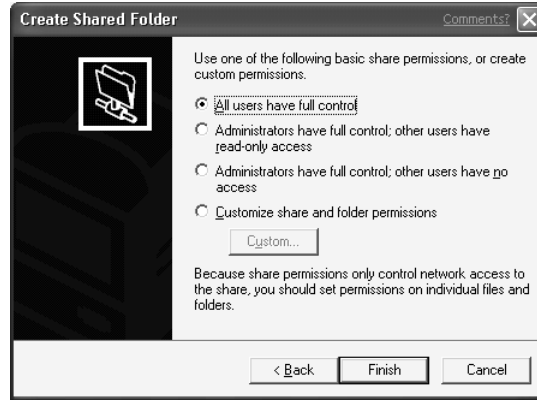 Create Shared Folder Comments?
Use one of the following basic share permissions, or create
custom permissions.
All users have full control
Administrators have full control; other users have
read-only access
Administrators have full control; other users have no
access
Customize share and folder permissions
Custom...
Because share permissions only control network access to
the share, you should set permissions on individual files and
folders.
< Back Finish Cancel